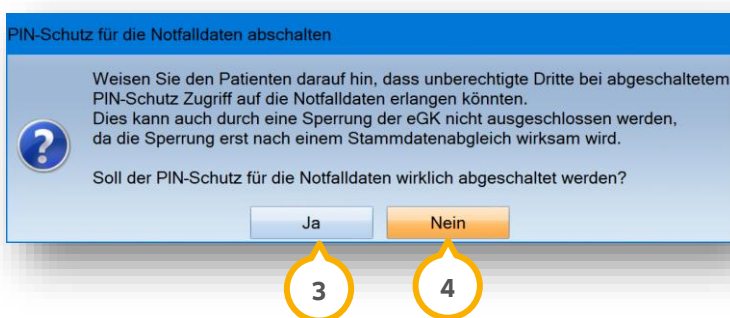 PIN-Schutz für die Notfalldaten abschalten
Weisen Sie den Patienten darauf hin, dass unberechtigte Dritte bei abgeschaltetem
PIN-Schutz Zugriff auf die Notfalldaten erlangen könnten.
Dies kann auch durch eine Sperrung der eGK nicht ausgeschlossen werden,
da die Sperrung erst nach einem Stammdatenabgleich wirksam wird.
Soll der PIN-Schutz für die Notfalldaten wirklich abgeschaltet werden?
Ja Nein
3 4